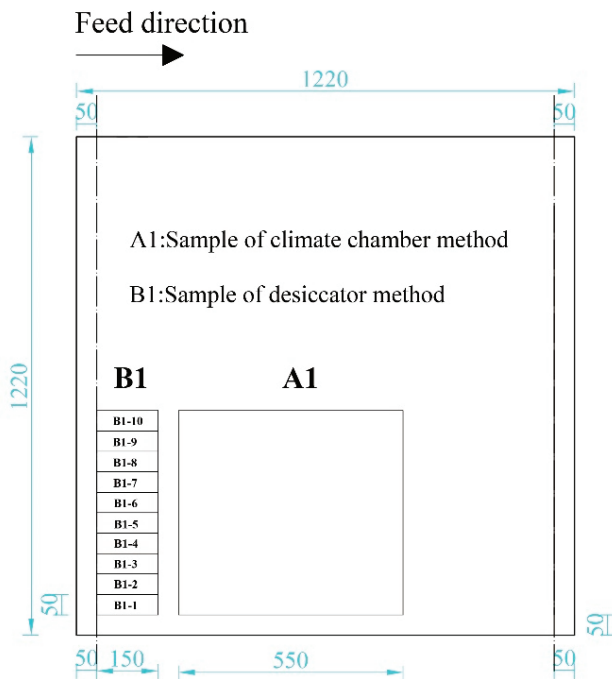 Feed direction
1220
50
50
A1:Sample of climate chamber method
B1:Sample of desiccator method
1220
B1
A1
B1-10
B1-9
B1-8
B1-7
B1-6
B1-5
B1-4
B1-3
B1-2
B1-1
50
50
50
150
550